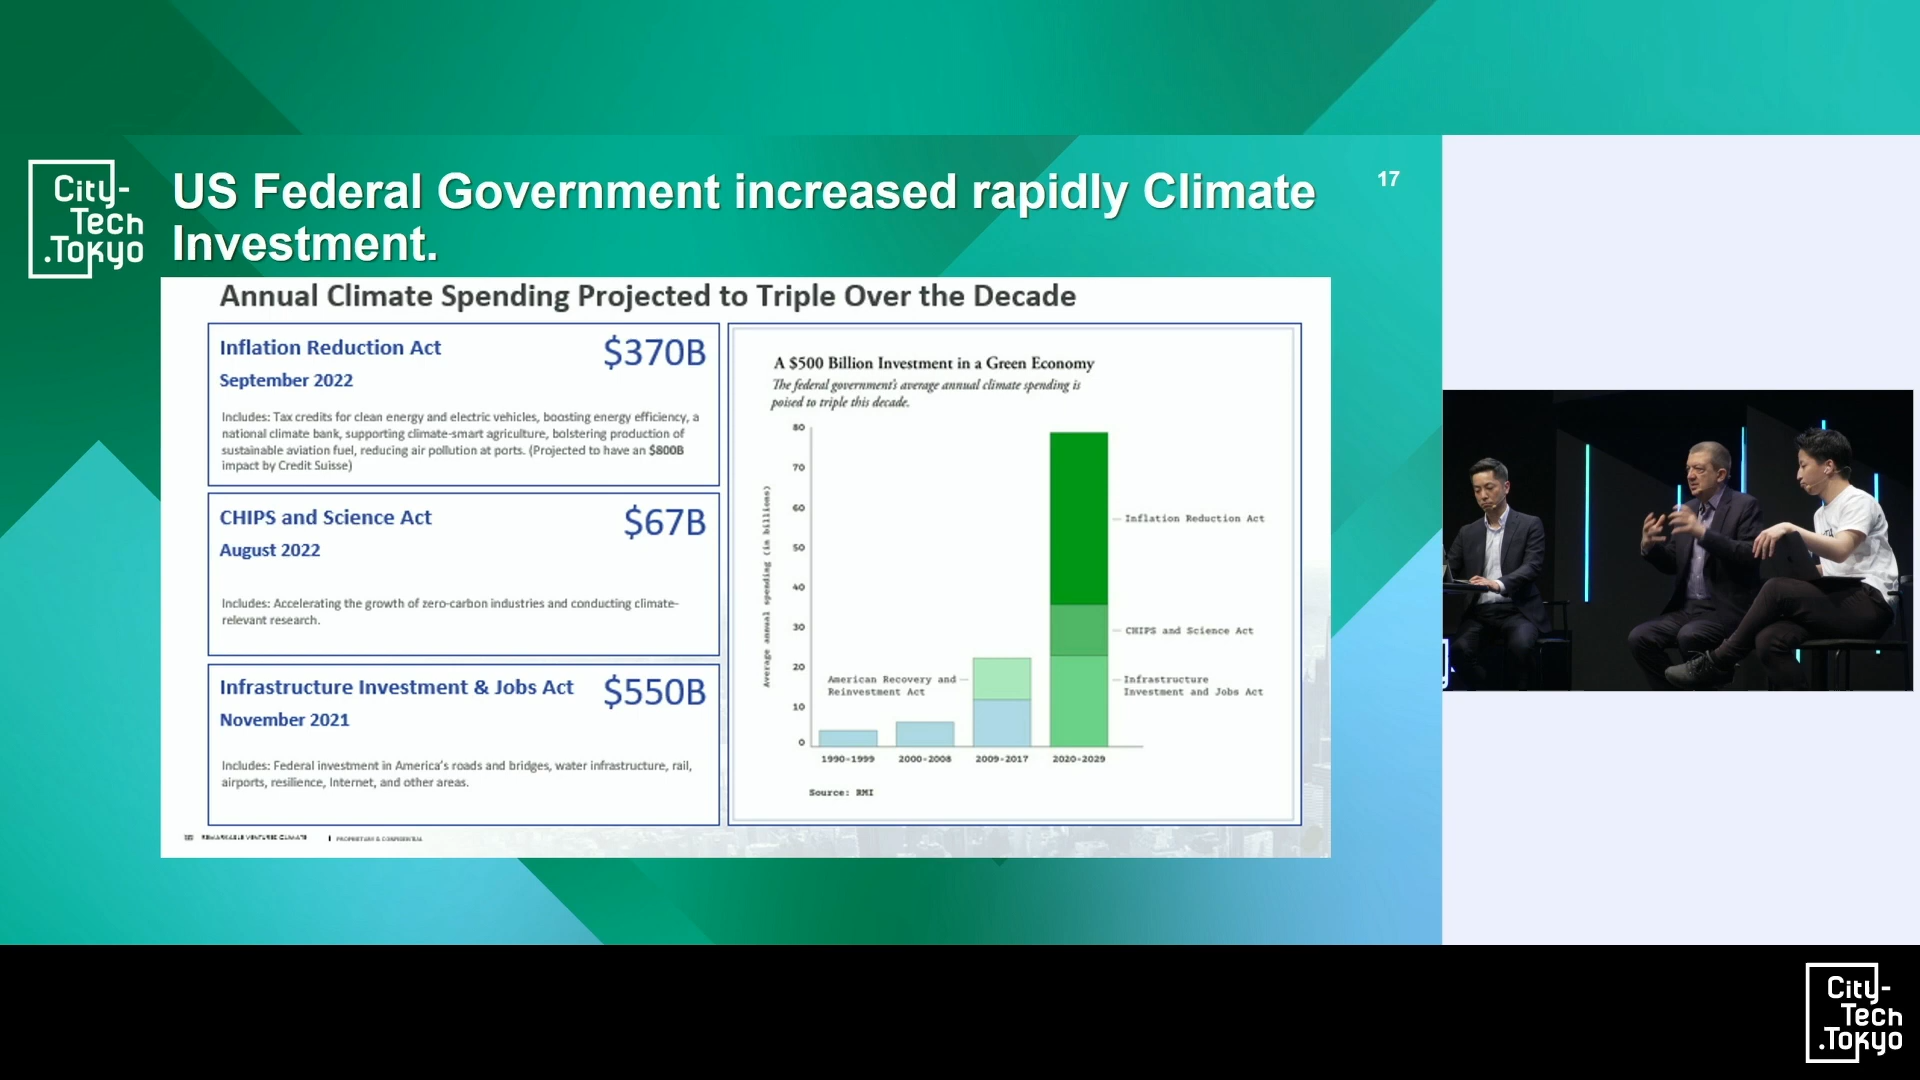 City-
Tech
.Tokyo
US Federal Government increased rapidly Climate
Investment.
17
Annual Climate Spending Projected to Triple Over the Decade
Inflation Reduction Act
$370B
September 2022
Includes: Tax credits for clean energy and electric vehicles, boosting energy efficiency, a
national climate bank, supporting climate-smart agriculture, bolstering production of
sustainable aviation fuel, reducing air pollution at ports. (Projected to have an $800B
impact by Credit Suisse)
CHIPS and Science Act
$67B
August 2022
Includes: Accelerating the growth of zero-carbon industries and conducting climate-
relevant research.
Infrastructure Investment & Jobs Act
$550B
November 2021
Includes: Federal investment in America's roads and bridges, water infrastructure, rail,
airports, resilience, Internet, and other areas.
REMARKABLE VENTURES CLIMATE
PROPRIETARY & CONFIDENTIAL
A $500 Billion Investment in a Green Economy
The federal government's average annual climate spending is
poised to triple this decade.
Average annual spending (in billions)
80
70
60
50
40
30
20
10
0
Inflation Reduction Act
CHIPS and Science Act
American Recovery and
Reinvestment Act
Infrastructure
Investment and Jobs Act
1990-1999
2000-2008
2009-2017
2020-2029
Source: RMI
City-
Tech
.Tokyo